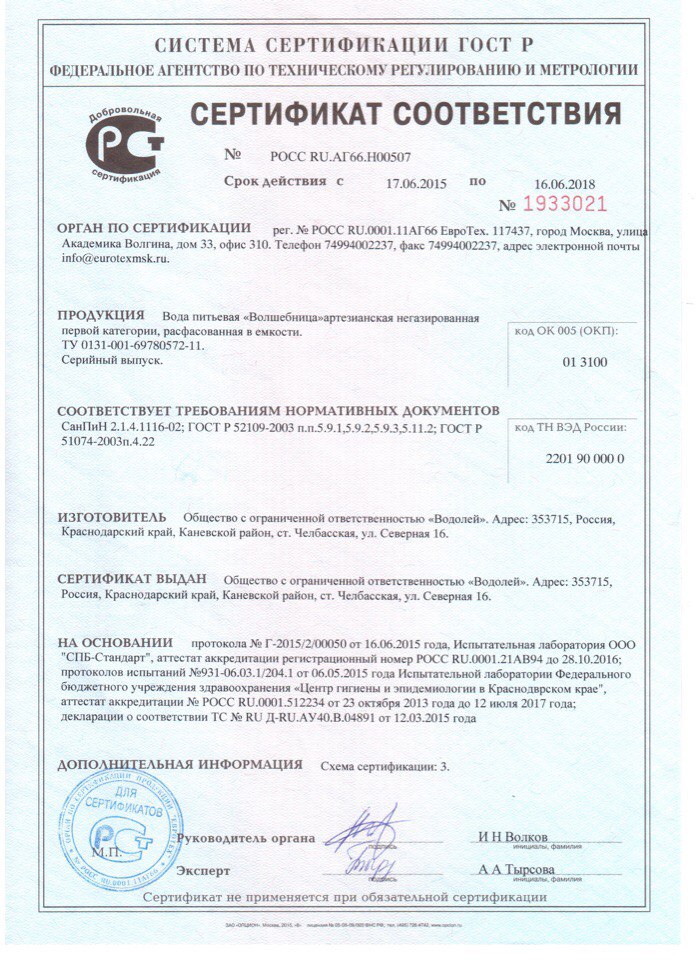 СИСТЕМА СЕРТИФИКАЦИИ ГОСТ Р
ФЕДЕРАЛЬНОЕ АГЕНТСТВО ПО ТЕХНИЧЕСКОМУ РЕГУЛИРОВАНИЮ И МЕТРОЛОГИИ
Добровольная
РСТ
сертификация
СЕРТИФИКАТ СООТВЕТСТВИЯ
№ РОСС RU.АГ66.Н00507
Срок действия с 17.06.2015 по 16.06.2018
№ 1933021
ОРГАН ПО СЕРТИФИКАЦИИ рег. № РОСС RU.0001.11АГ66 ЕвроТех. 117437, город Москва, улица
Академика Волгина, дом 33, офис 310. Телефон 74994002237, факс 74994002237, адрес электронной почты
info@eurotexmsk.ru.
ПРОДУКЦИЯ Вода питьевая «Волшебница»артезианская негазированная
первой категории, расфасованная в емкости.
ТУ 0131-001-69780572-11.
Серийный выпуск.
код ОК 005 (ОКП):
01 3100
СООТВЕТСТВУЕТ ТРЕБОВАНИЯМ НОРМАТИВНЫХ ДОКУМЕНТОВ
СанПиН 2.1.4.1116-02; ГОСТ Р 52109-2003 п.п.5.9.1,5.9.2,5.9.3,5.11.2; ГОСТ Р
51074-2003п.4.22
код ТН ВЭД России:
2201 90 000 0
ИЗГОТОВИТЕЛЬ Общество с ограниченной ответственностью «Водолей». Адрес: 353715, Россия,
Краснодарский край, Каневской район, ст. Челбасская, ул. Северная 16.
СЕРТИФИКАТ ВЫДАН Общество с ограниченной ответственностью «Водолей». Адрес: 353715,
Россия, Краснодарский край, Каневской район, ст. Челбасская, ул. Северная 16.
НА ОСНОВАНИИ протокола № Г-2015/2/00050 от 16.06.2015 года, Испытательная лаборатория ООО
"СПБ-Стандарт", аттестат аккредитации регистрационный номер РОСС RU.0001.21АВ94 до 28.10.2016;
протоколов испытаний №931-06.03.1/204.1 от 06.05.2015 года Испытательной лаборатории Федерального
бюджетного учреждения здравоохранения «Центр гигиены и эпидемиологии в Краснодврском крае",
аттестат аккредитации № РОСС RU.0001.512234 от 23 октября 2013 года до 12 июля 2017 года;
декларации о соответствии ТС № RU Д-RU.АУ40.В.04891 от 12.03.2015 года
ДОПОЛНИТЕЛЬНАЯ ИНФОРМАЦИЯ Схема сертификации: 3.
ДЛЯ
СЕРТИФИКАТОВ
РСТ
М.П.
Руководитель органа
подпись
И Н Волков
инициалы, фамилия
Эксперт
подпись
А А Тырсова
инициалы, фамилия
Сертификат не применяется при обязательной сертификации